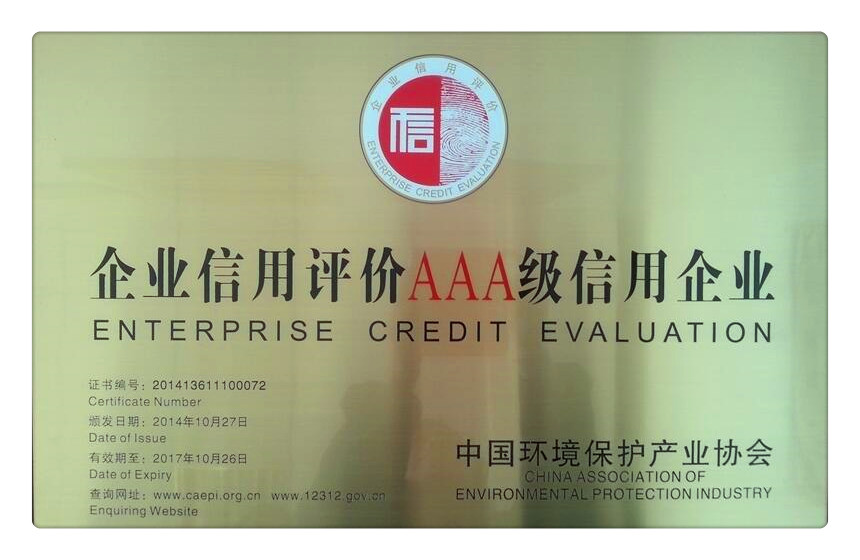 企业信用评价
信
ENTERPRISE CREDIT EVALUATION
企业信用评价AAA级信用企业
ENTERPRISE CREDIT EVALUATION
证书编号：201413611100072
Certificate Number
颁发日期：2014年10月27日
Date of Issue
有效期至：2017年10月26日
Date of Expiry
查询网址：www.caepi.org.cn www.12312.gov.cn
Enquiring Website
中国环境保护产业协会
CHINA ASSOCIATION OF
ENVIRONMENTAL PROTECTION INDUSTRY